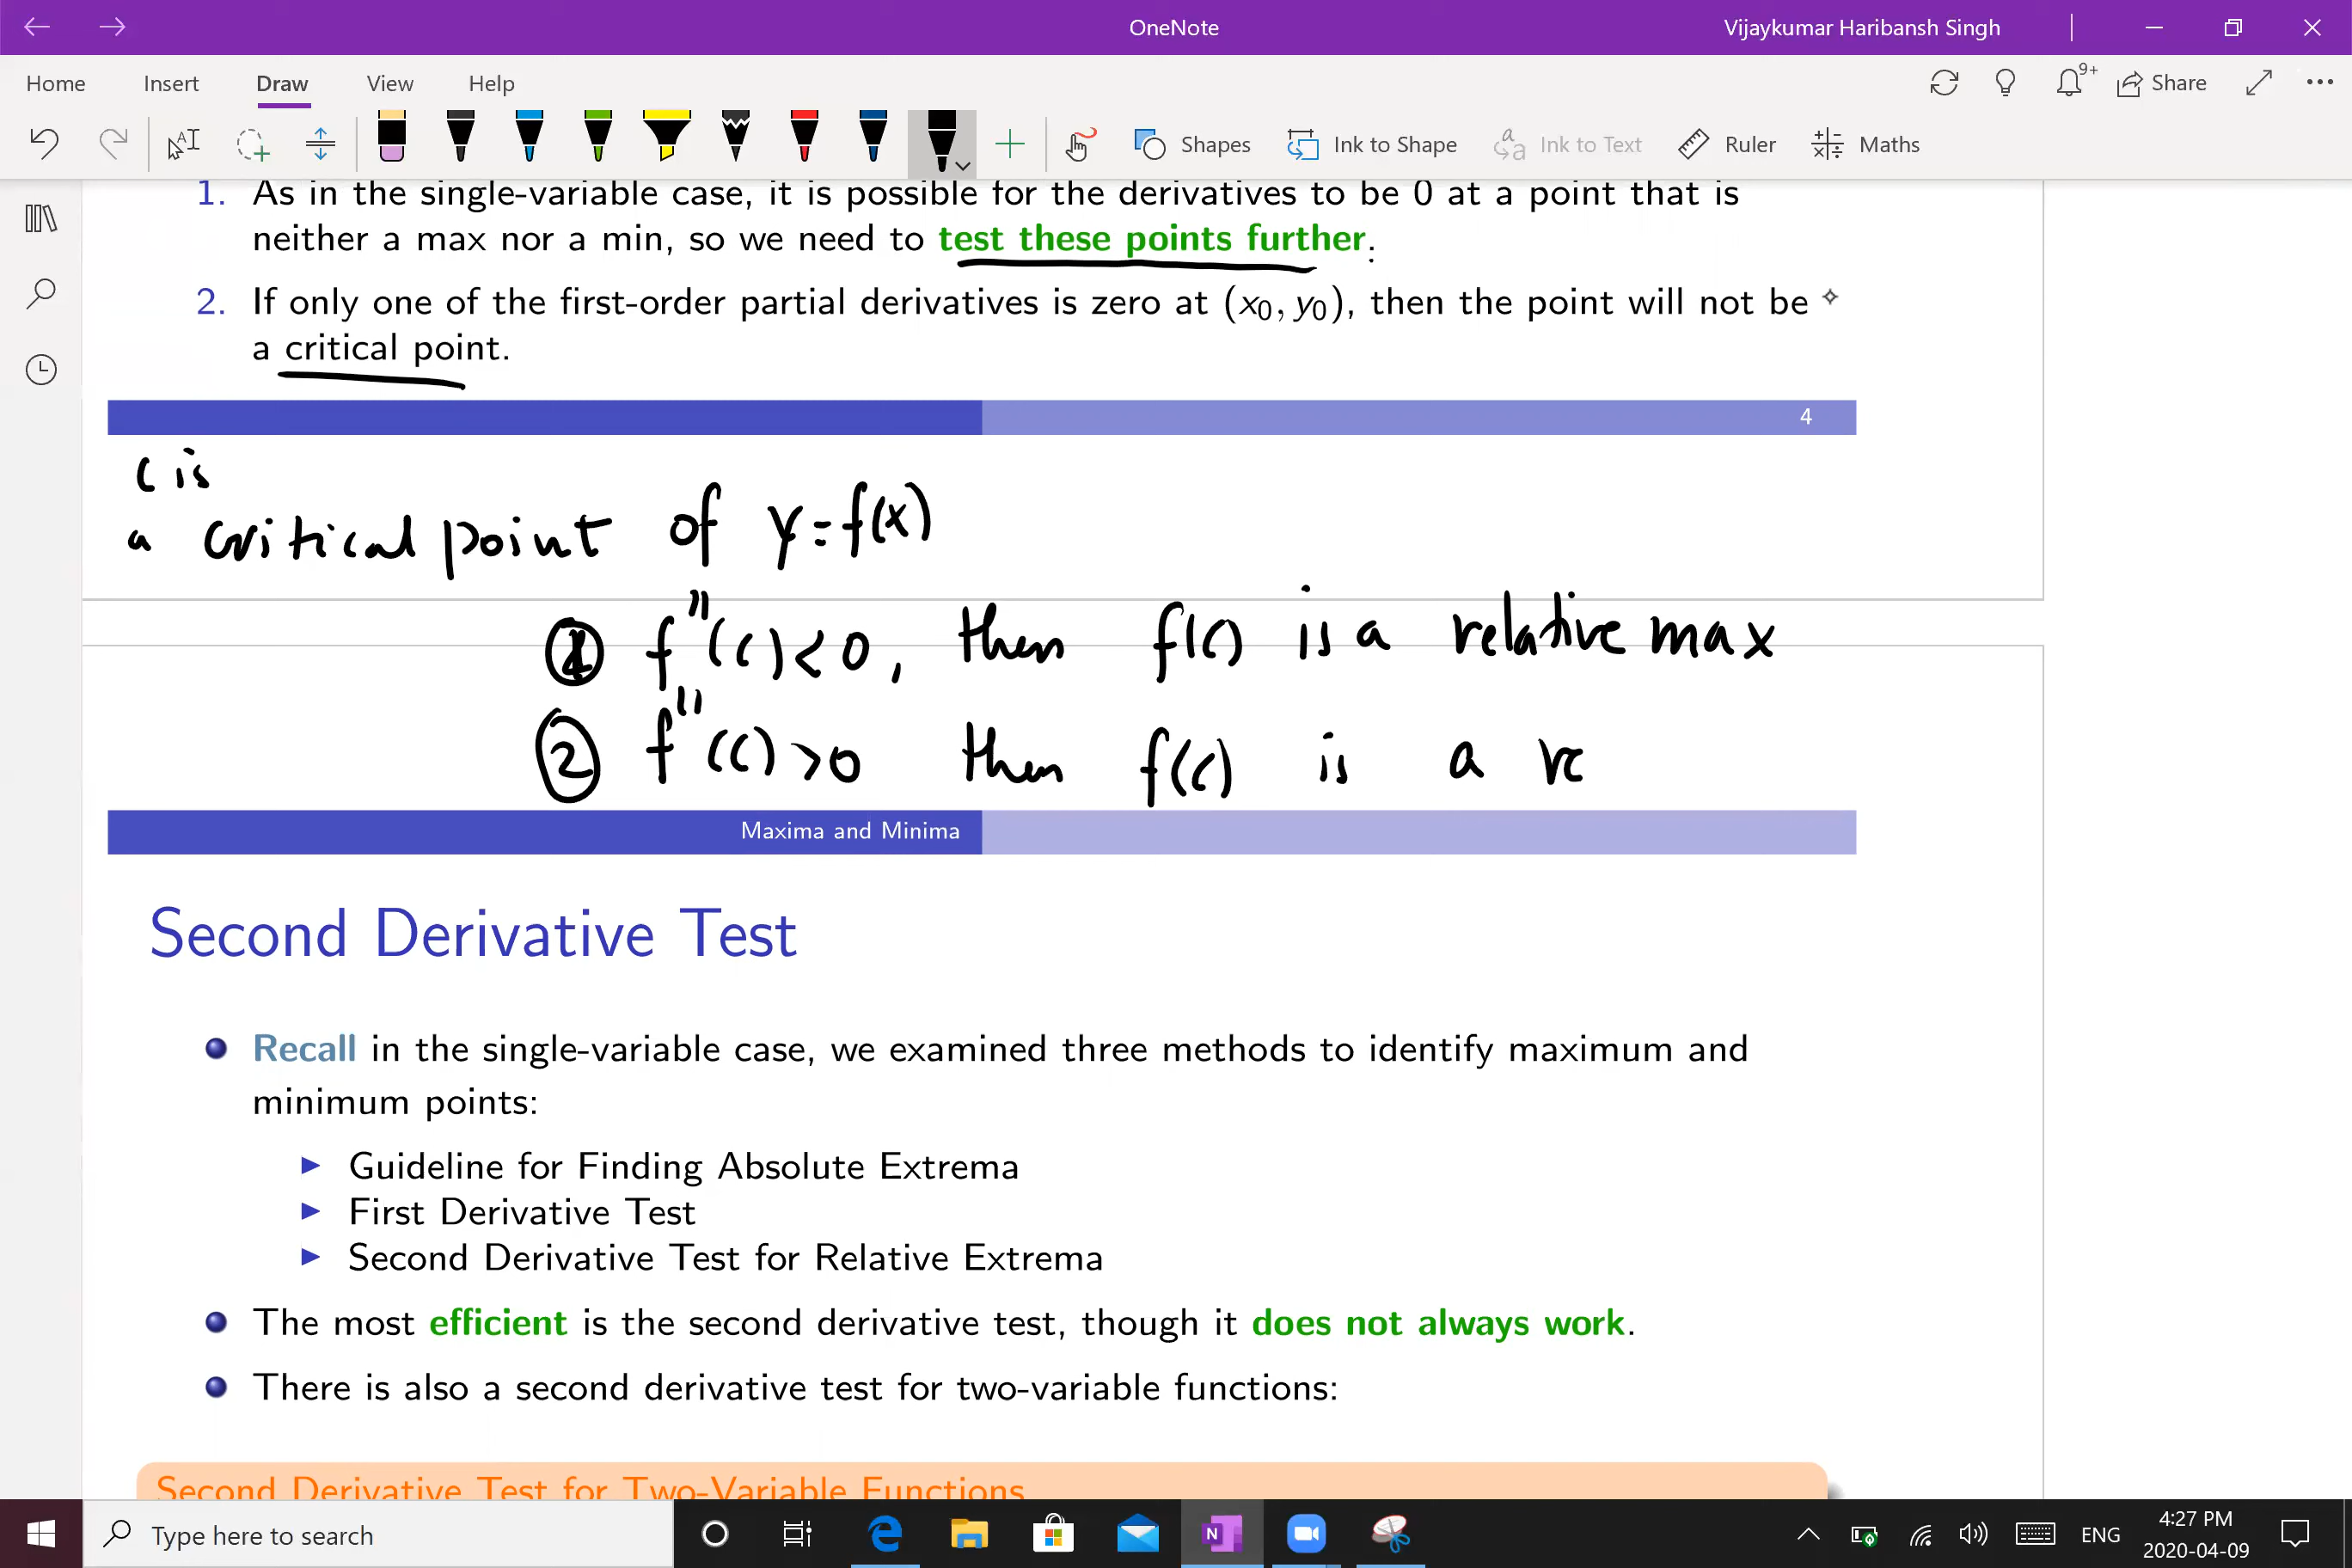 OneNote
Vijaykumar Haribansh Singh
Home Insert Draw View Help
9+ Share
Shapes Ink to Shape Ink to Text Ruler Maths
1. As in the single-variable case, it is possible for the derivatives to be 0 at a point that is
neither a max nor a min, so we need to test these points further.
2. If only one of the first-order partial derivatives is zero at (x₀, y₀), then the point will not be
a critical point.
4
c is
a critical point of y=f(x)
① f''(c)<0, then f(c) is a relative max
② f''(c)>0 then f(c) is a re
Maxima and Minima
Second Derivative Test
Recall in the single-variable case, we examined three methods to identify maximum and
minimum points:
Guideline for Finding Absolute Extrema
First Derivative Test
Second Derivative Test for Relative Extrema
The most efficient is the second derivative test, though it does not always work.
There is also a second derivative test for two-variable functions:
Second Derivative Test for Two-Variable Functions
Type here to search
ENG
4:27 PM
2020-04-09